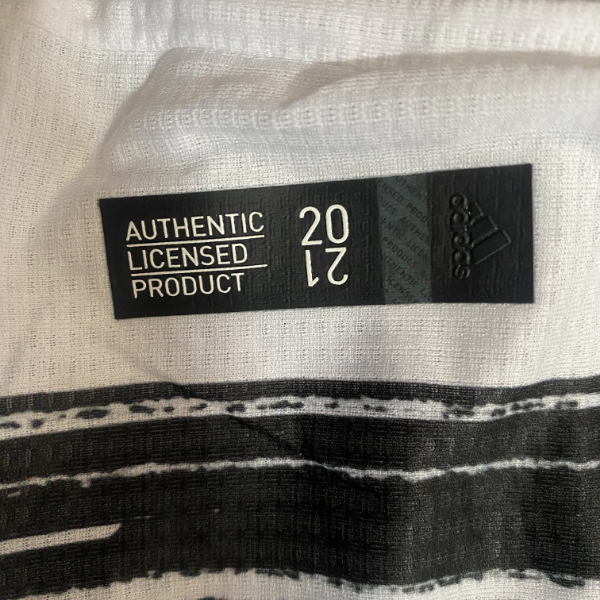 AUTHENTIC
LICENSED
PRODUCT
20
21
adidas